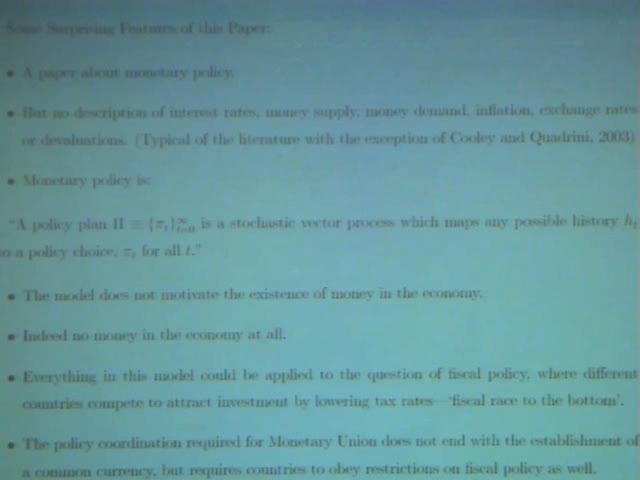 Some Surprising Features of this Paper:
• A paper about monetary policy.
• But no description of interest rates, money supply, money demand, inflation, exchange rates
or devaluations. (Typical of the literature with the exception of Cooley and Quadrini, 2003)
• Monetary policy is:
“A policy plan Π ≡ {πₜ}∞ₜ₌₀ is a stochastic vector process which maps any possible history hₜ
to a policy choice, πₜ for all t.”
• The model does not motivate the existence of money in the economy.
• Indeed no money in the economy at all.
• Everything in this model could be applied to the question of fiscal policy, where different
countries compete to attract investment by lowering tax rates—‘fiscal race to the bottom’.
• The policy coordination required for Monetary Union does not end with the establishment of
a common currency, but requires countries to obey restrictions on fiscal policy as well.